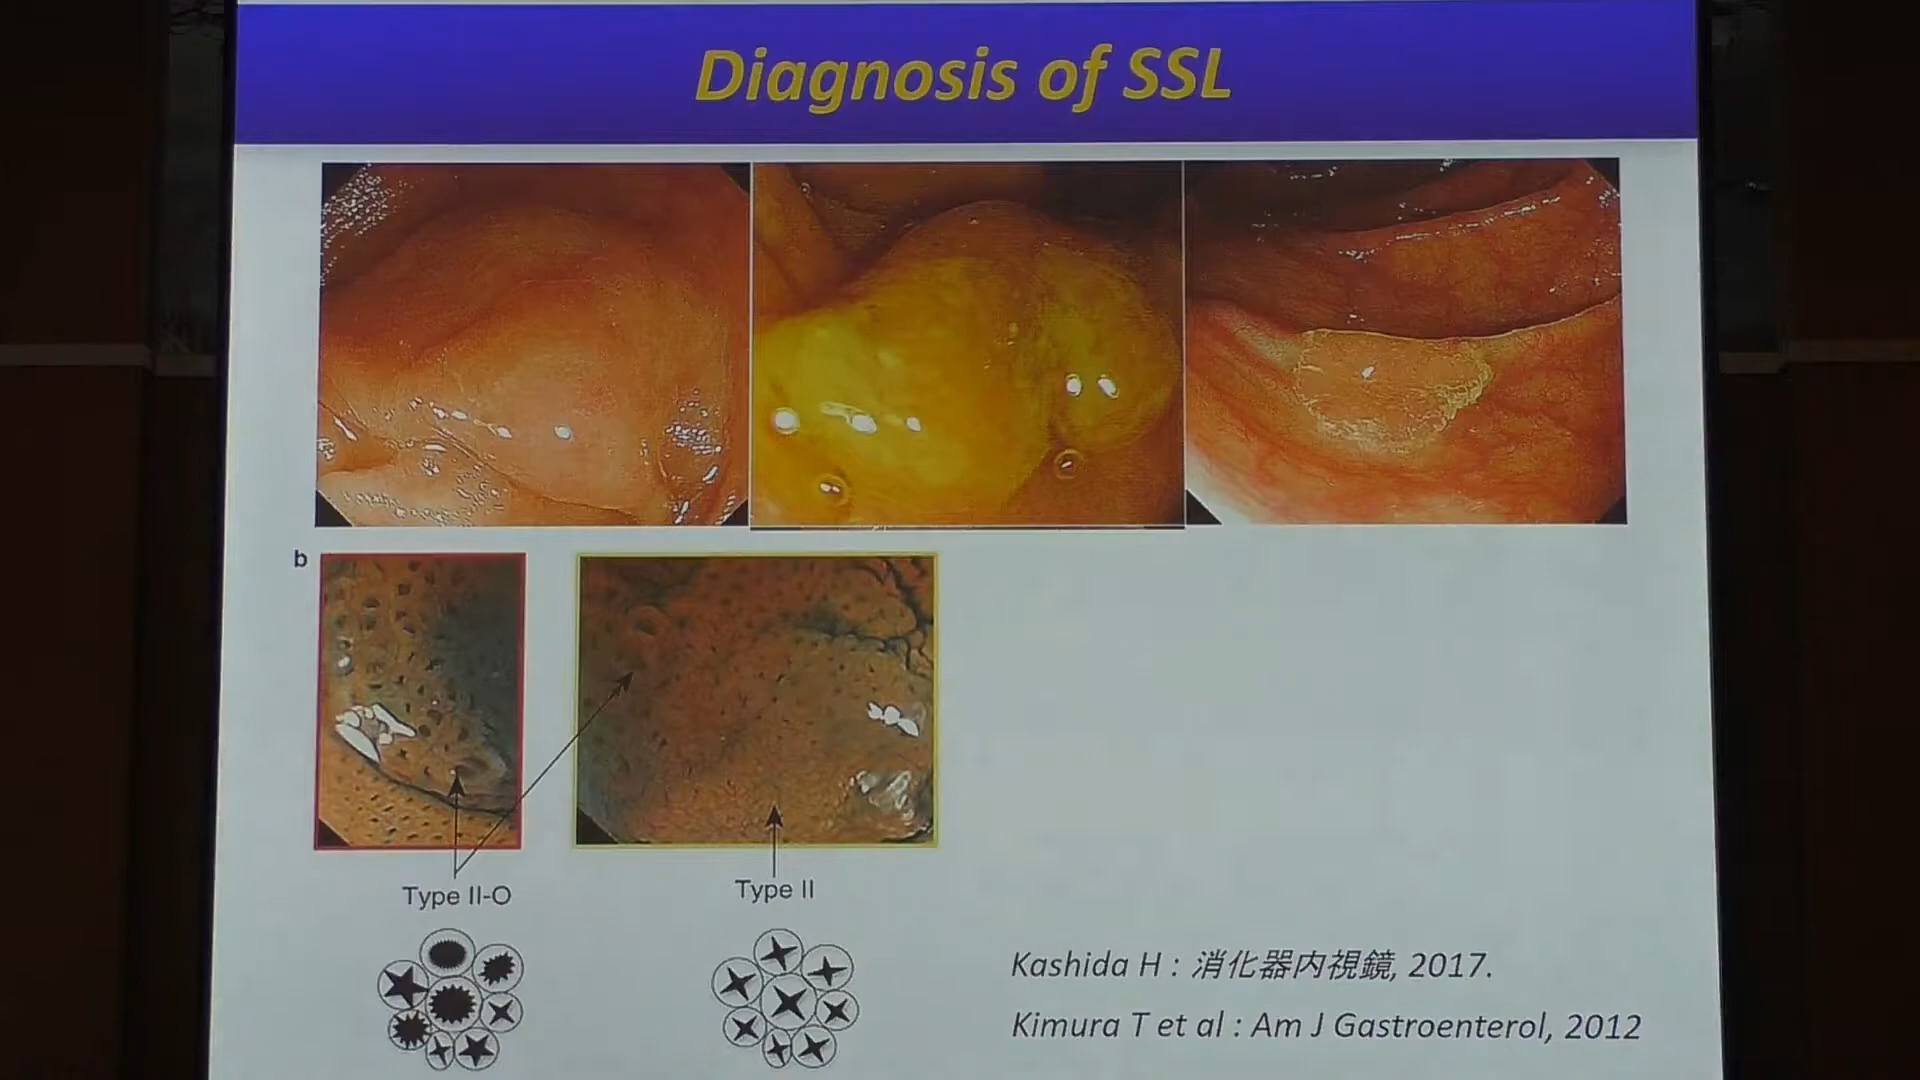 Diagnosis of SSL
b
Type II-O
Type II
Kashida H : 消化器内視鏡, 2017.
Kimura T et al : Am J Gastroenterol, 2012